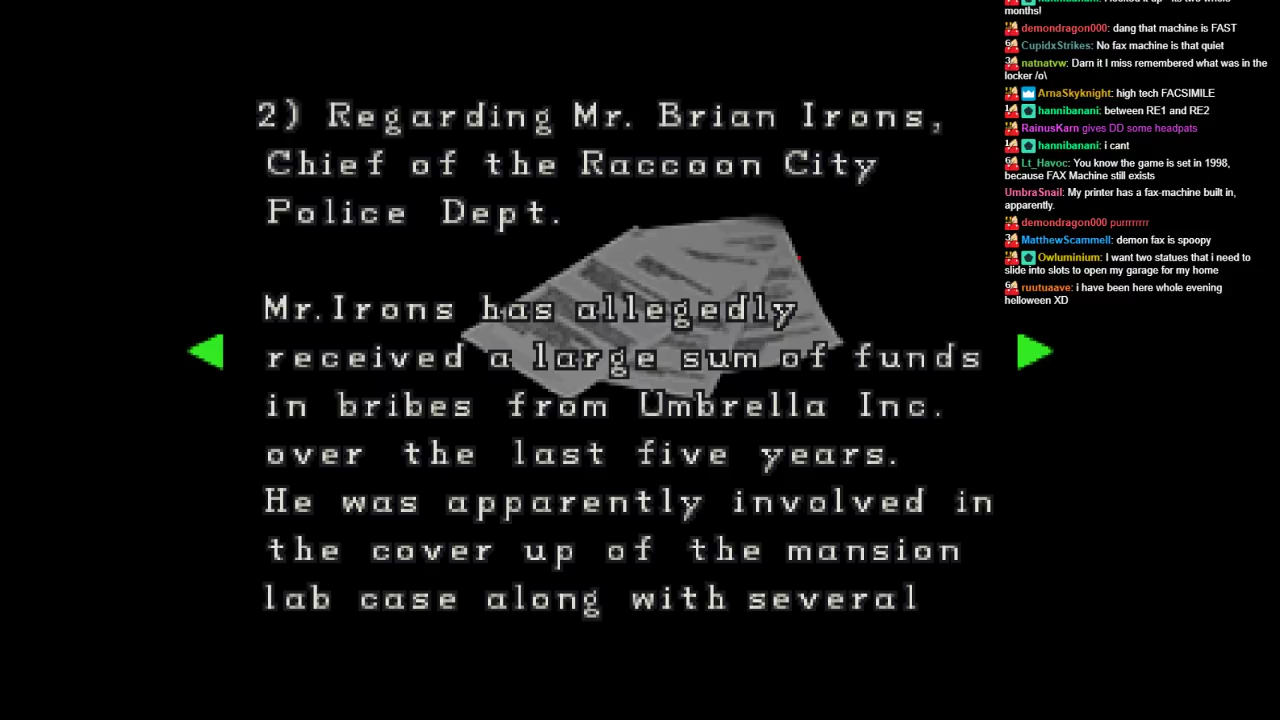 2) Regarding Mr. Brian Irons,
Chief of the Raccoon City
Police Dept.
Mr.Irons has allegedly
received a large sum of funds
in bribes from Umbrella Inc.
over the last five years.
He was apparently involved in
the cover up of the mansion
lab case along with several
months!
demondragon000: dang that machine is FAST
CupidxStrikes: No fax machine is that quiet
natnatvw: Darn it I miss remembered what was in the
locker /o\
ArnaSkyknight: high tech FACSIMILE
hannibanani: between RE1 and RE2
RainusKarn gives DD some headpats
hannibanani: i cant
Lt_Havoc: You know the game is set in 1998,
because FAX Machine still exists
UmbraSnail: My printer has a fax-machine built in,
apparently.
demondragon000 purrrrrrrr
MatthewScammell: demon fax is spoopy
Owluminium: I want two statues that i need to
slide into slots to open my garage for my home
ruutuaave: i have been here whole evening
helloween XD